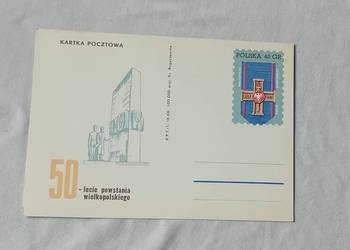 KARTKA POCZTOWA
POLSKA 40 GR
50 -lecie powstania
wielkopolskiego